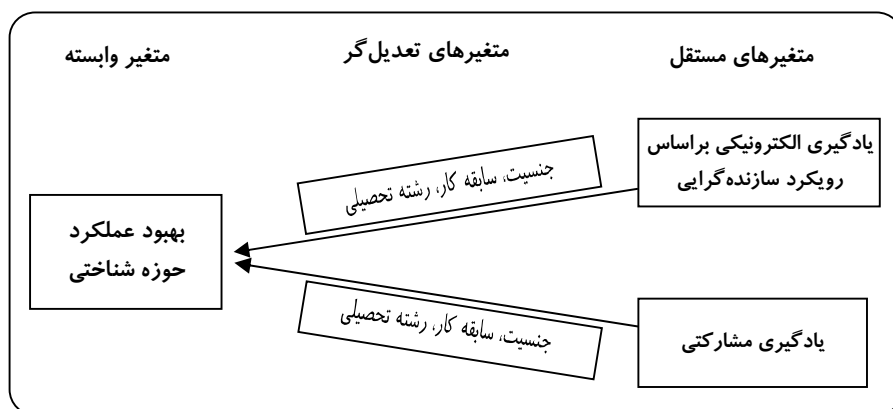 متغیرهای مستقل
متغیرهای تعدیل‌گر
متغیر وابسته
یادگیری الکترونیکی براساس
رویکرد سازنده‌گرایی
جنسیت، سابقه کار، رشته تحصیلی
بهبود عملکرد
حوزه شناختی
جنسیت، سابقه کار، رشته تحصیلی
یادگیری مشارکتی